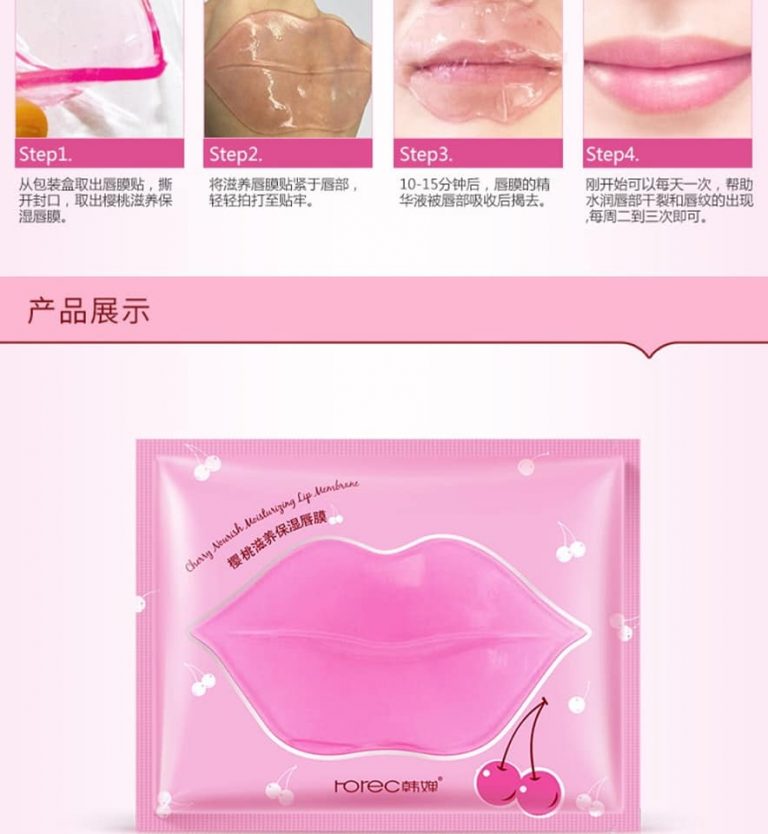 Step1.
从包装盒取出唇膜贴，撕
开封口，取出樱桃滋养保
湿唇膜。
Step2.
将滋养唇膜贴紧于唇部，
轻轻拍打至贴牢。
Step3.
10-15分钟后，唇膜的精
华液被唇部吸收后揭去。
Step4.
刚开始可以每天一次，帮助
水润唇部干裂和唇纹的出现
,每周二到三次即可。
产品展示
Cherry Nourish Moisturizing Lip Membrane
樱桃滋养保湿唇膜
rorec韩婵®